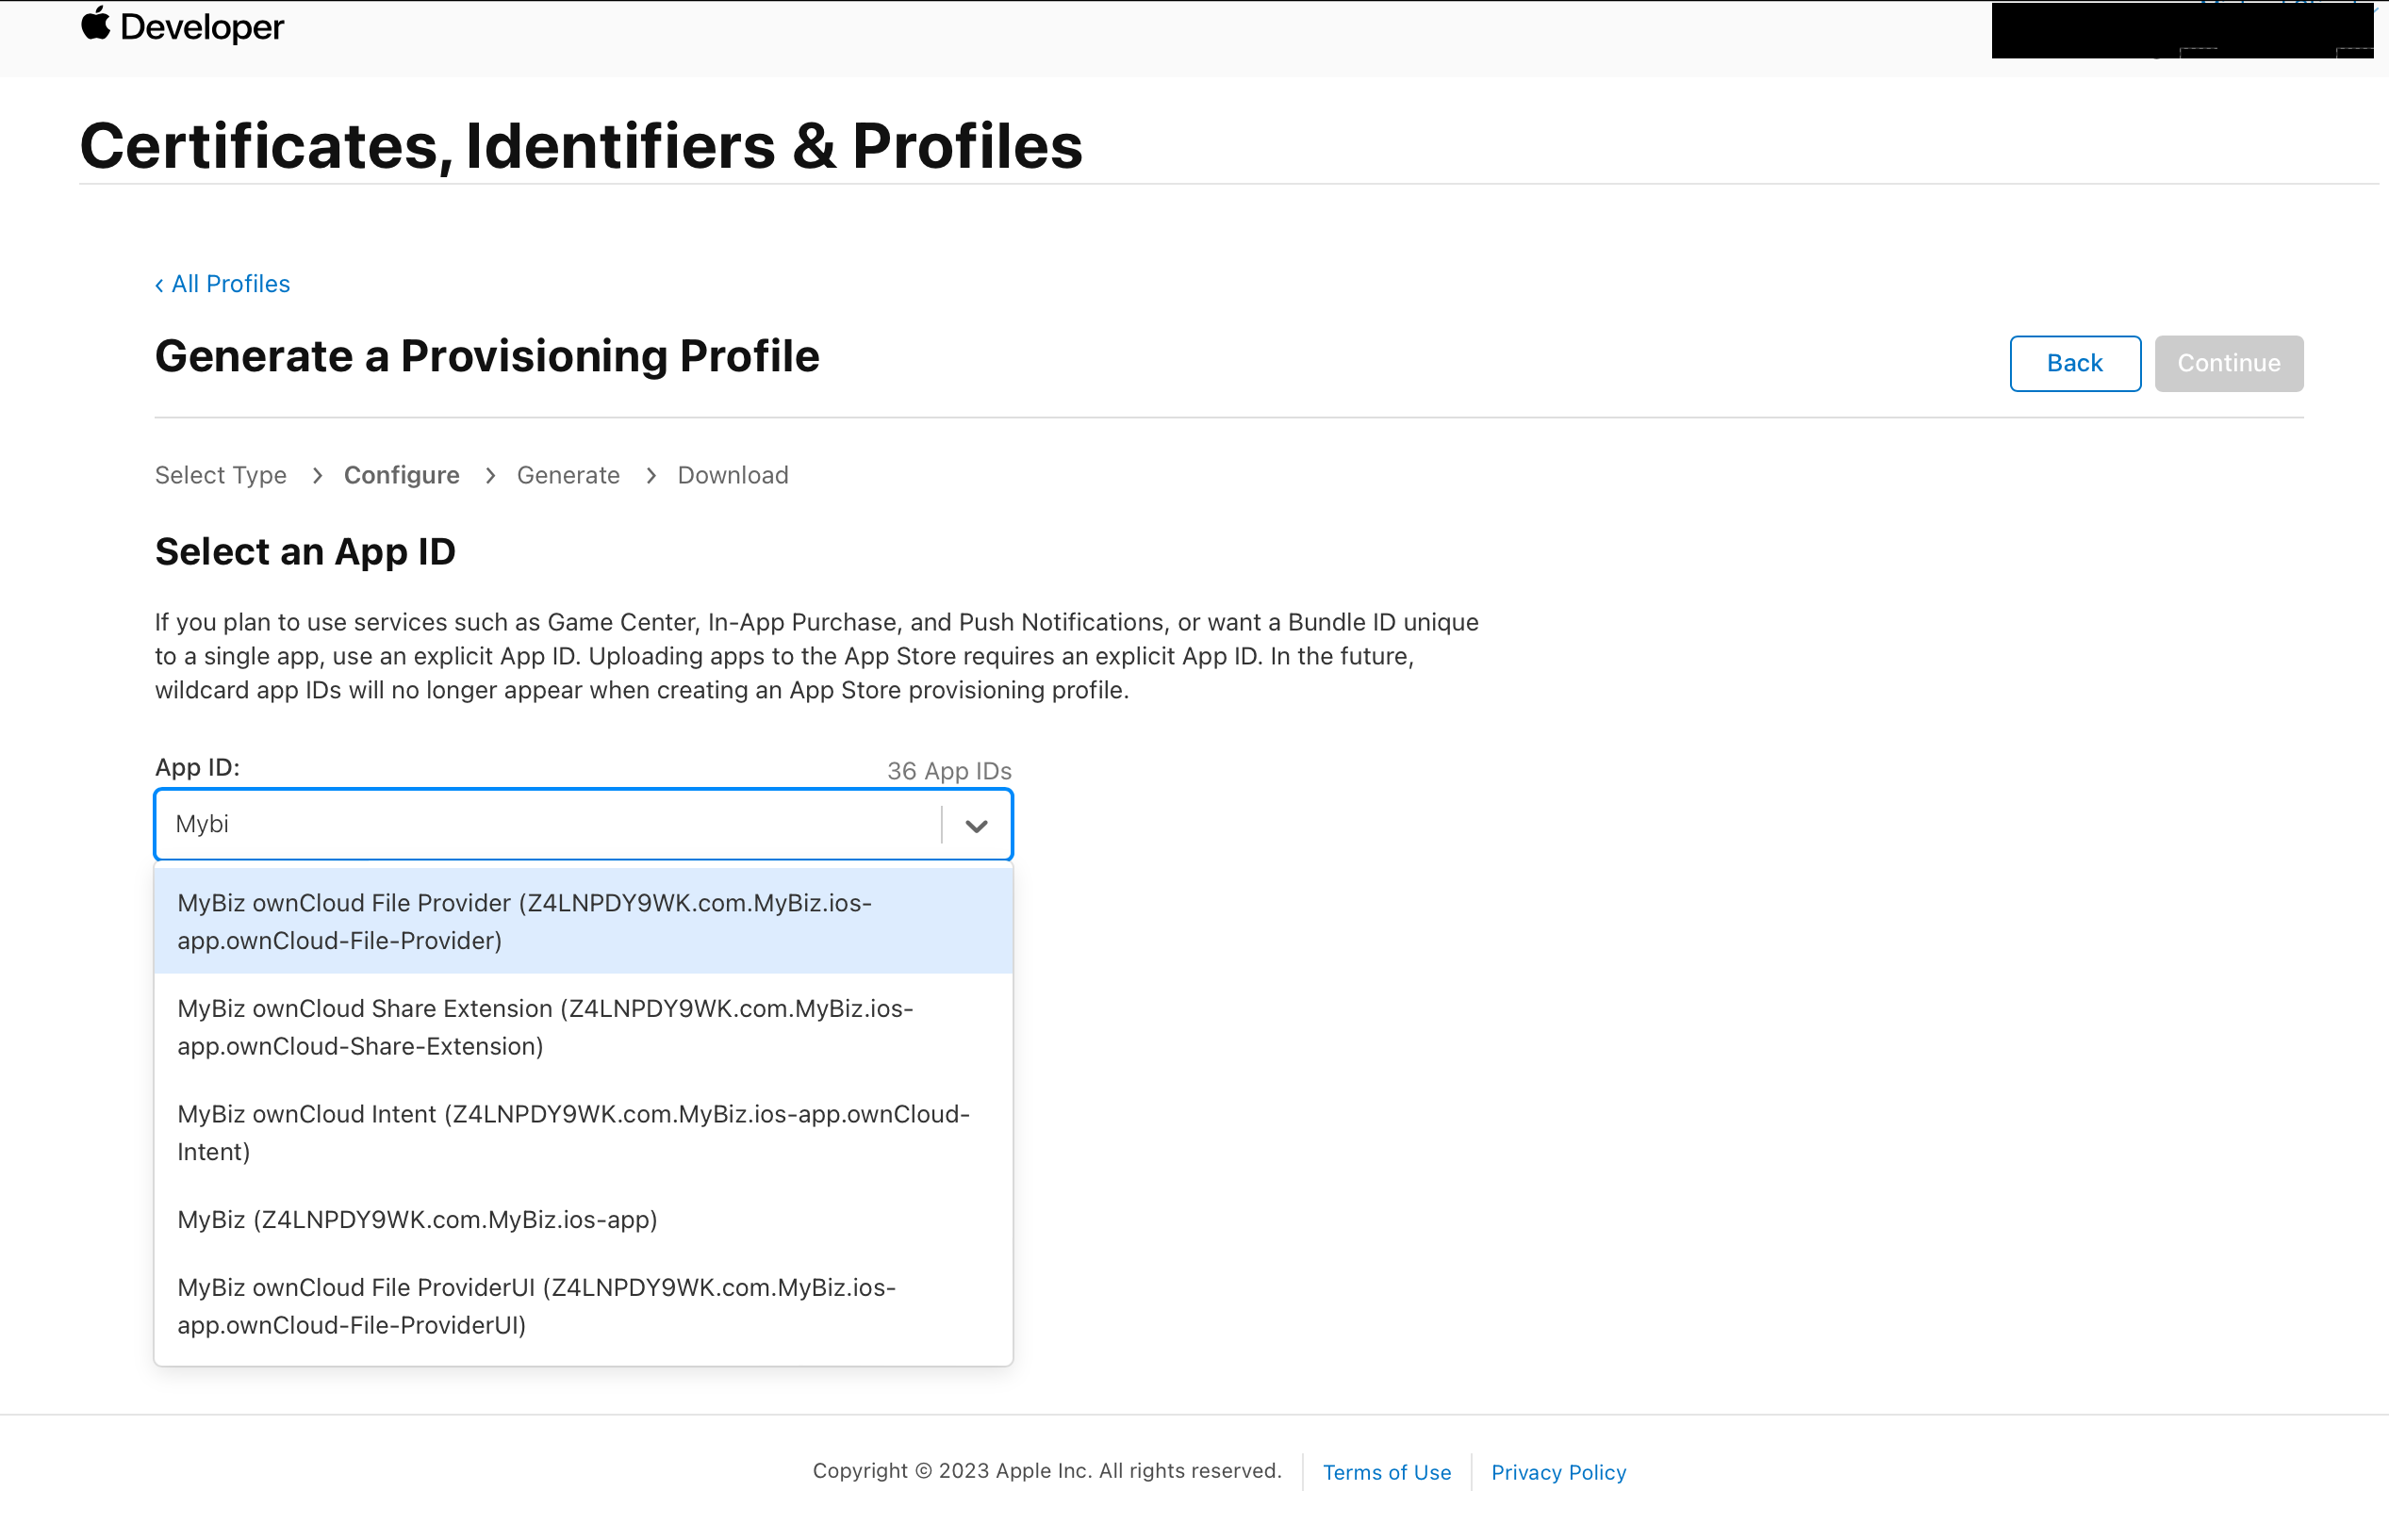 Developer
Certificates, Identifiers & Profiles
‹ All Profiles
Generate a Provisioning Profile
Back
Continue
Select Type > Configure > Generate > Download
Select an App ID
If you plan to use services such as Game Center, In-App Purchase, and Push Notifications, or want a Bundle ID unique
to a single app, use an explicit App ID. Uploading apps to the App Store requires an explicit App ID. In the future,
wildcard app IDs will no longer appear when creating an App Store provisioning profile.
App ID:
36 App IDs
Mybi
MyBiz ownCloud File Provider (Z4LNPDY9WK.com.MyBiz.ios-
app.ownCloud-File-Provider)
MyBiz ownCloud Share Extension (Z4LNPDY9WK.com.MyBiz.ios-
app.ownCloud-Share-Extension)
MyBiz ownCloud Intent (Z4LNPDY9WK.com.MyBiz.ios-app.ownCloud-
Intent)
MyBiz (Z4LNPDY9WK.com.MyBiz.ios-app)
MyBiz ownCloud File ProviderUI (Z4LNPDY9WK.com.MyBiz.ios-
app.ownCloud-File-ProviderUI)
Copyright © 2023 Apple Inc. All rights reserved.
Terms of Use
Privacy Policy